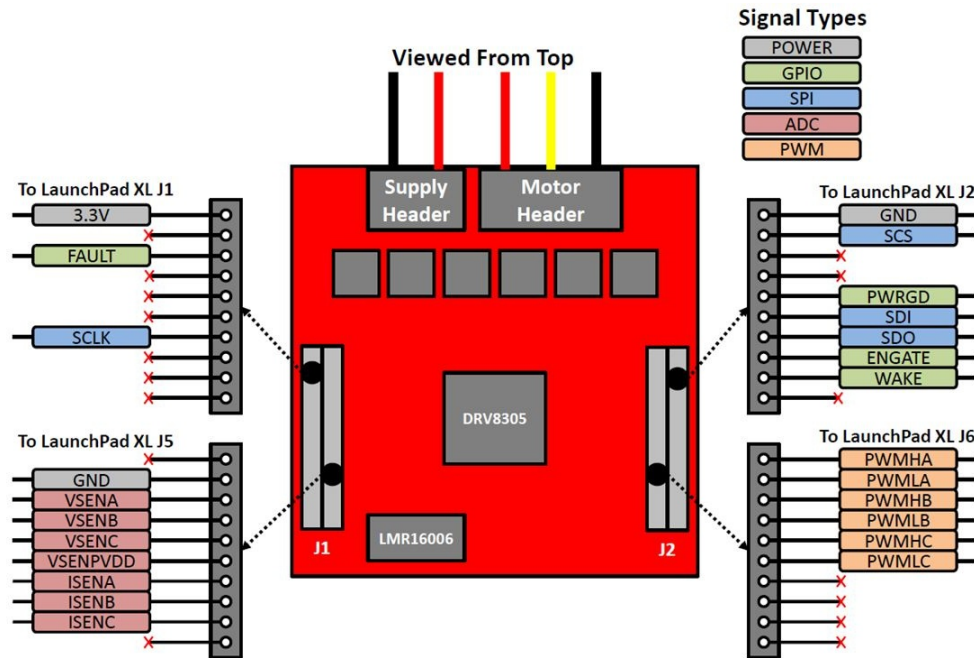 Signal Types
POWER
GPIO
SPI
ADC
PWM
Viewed From Top
Supply
Header
Motor
Header
To LaunchPad XL J1
3.3V
FAULT
SCLK
To LaunchPad XL J2
GND
SCS
PWRGD
SDI
SDO
ENGATE
WAKE
DRV8305
LMR16006
J1
J2
To LaunchPad XL J5
GND
VSENA
VSENB
VSENC
VSENPVDD
ISENA
ISENB
ISENC
To LaunchPad XL J6
PWMHA
PWMLA
PWMHB
PWMLB
PWMHC
PWMLC